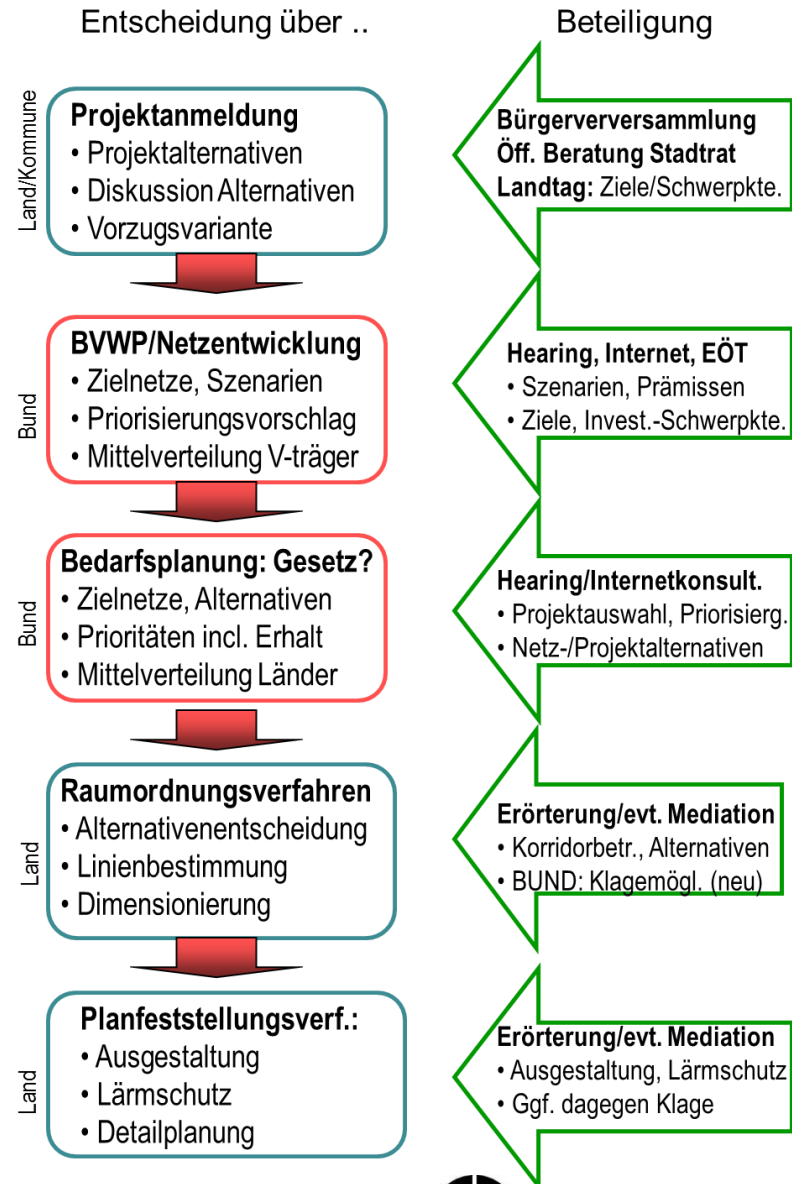 Entscheidung über ..
Beteiligung
Land/Kommune
Projektanmeldung
• Projektalternativen
• Diskussion Alternativen
• Vorzugsvariante
Bürgerverversammlung
Öff. Beratung Stadtrat
Landtag: Ziele/Schwerpkte.
Bund
BVWP/Netzentwicklung
• Zielnetze, Szenarien
• Priorisierungsvorschlag
• Mittelverteilung V-träger
Hearing, Internet, EÖT
• Szenarien, Prämissen
• Ziele, Invest.-Schwerpkte.
Bund
Bedarfsplanung: Gesetz?
• Zielnetze, Alternativen
• Prioritäten incl. Erhalt
• Mittelverteilung Länder
Hearing/Internetkonsult.
• Projektauswahl, Priorisierg.
• Netz-/Projektalternativen
Land
Raumordnungsverfahren
• Alternativenentscheidung
• Linienbestimmung
• Dimensionierung
Erörterung/evt. Mediation
• Korridorbetr., Alternativen
• BUND: Klagemögl. (neu)
Land
Planfeststellungsverf.:
• Ausgestaltung
• Lärmschutz
• Detailplanung
Erörterung/evt. Mediation
• Ausgestaltung, Lärmschutz
• Ggf. dagegen Klage